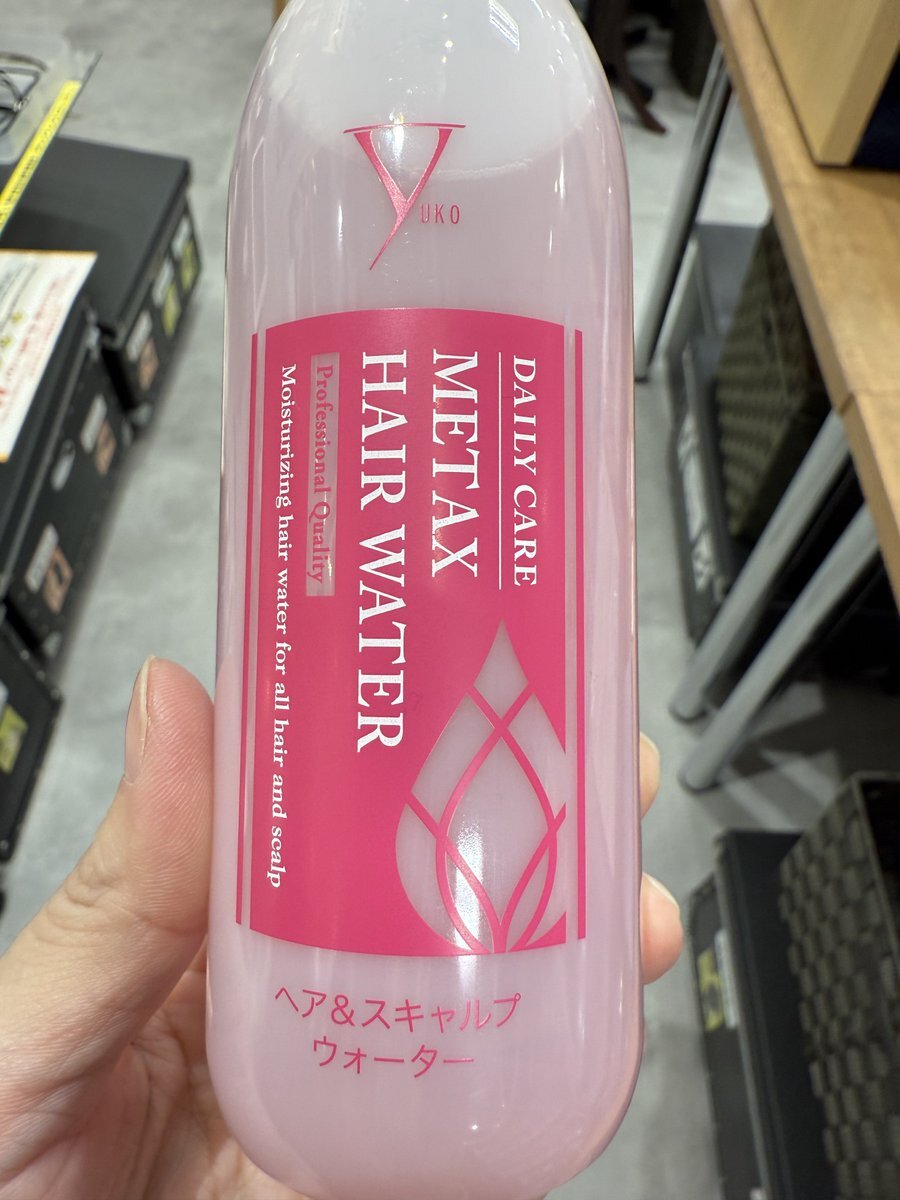 YUKO
DAILY CARE
METAX
HAIR WATER
Professional Quality
Moisturizing hair water for all hair and scalp
ヘア&スキャルプ
ウォーター